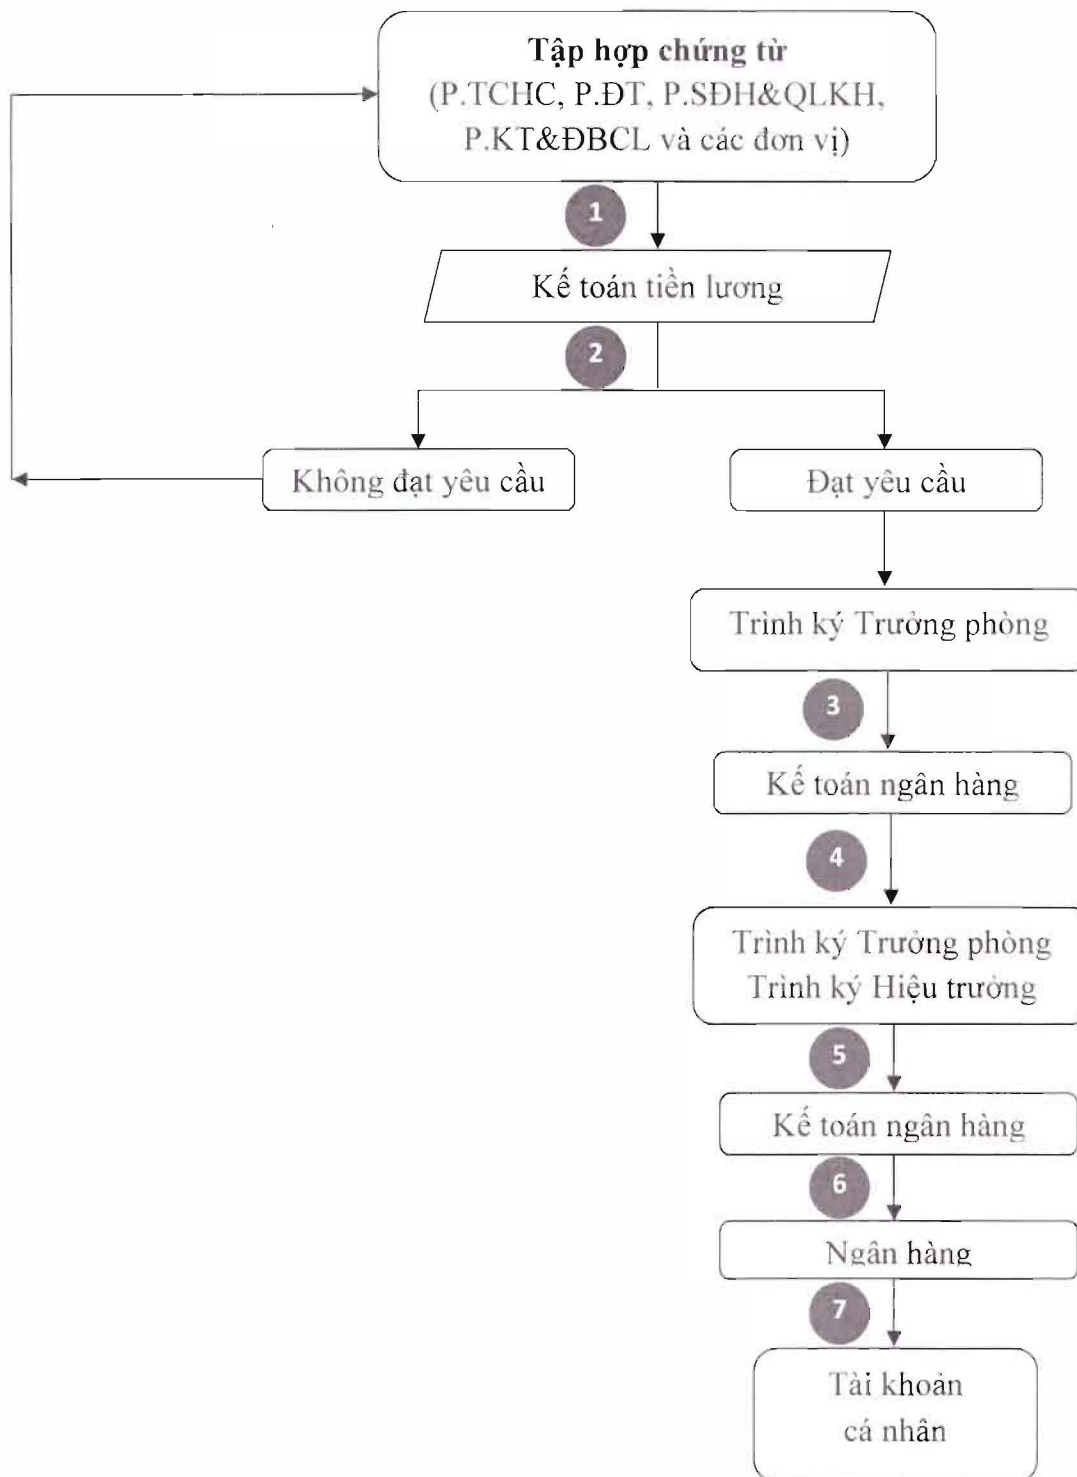 Tập hợp chứng từ
(P.TCHC, P.ĐT, P.SĐH&QLKH,
P.KT&ĐBCL và các đơn vị)
1
Kế toán tiền lương
2
Không đạt yêu cầu
Đạt yêu cầu
Trình ký Trưởng phòng
3
Kế toán ngân hàng
4
Trình ký Trưởng phòng
Trình ký Hiệu trưởng
5
Kế toán ngân hàng
6
Ngân hàng
7
Tài khoản
cá nhân